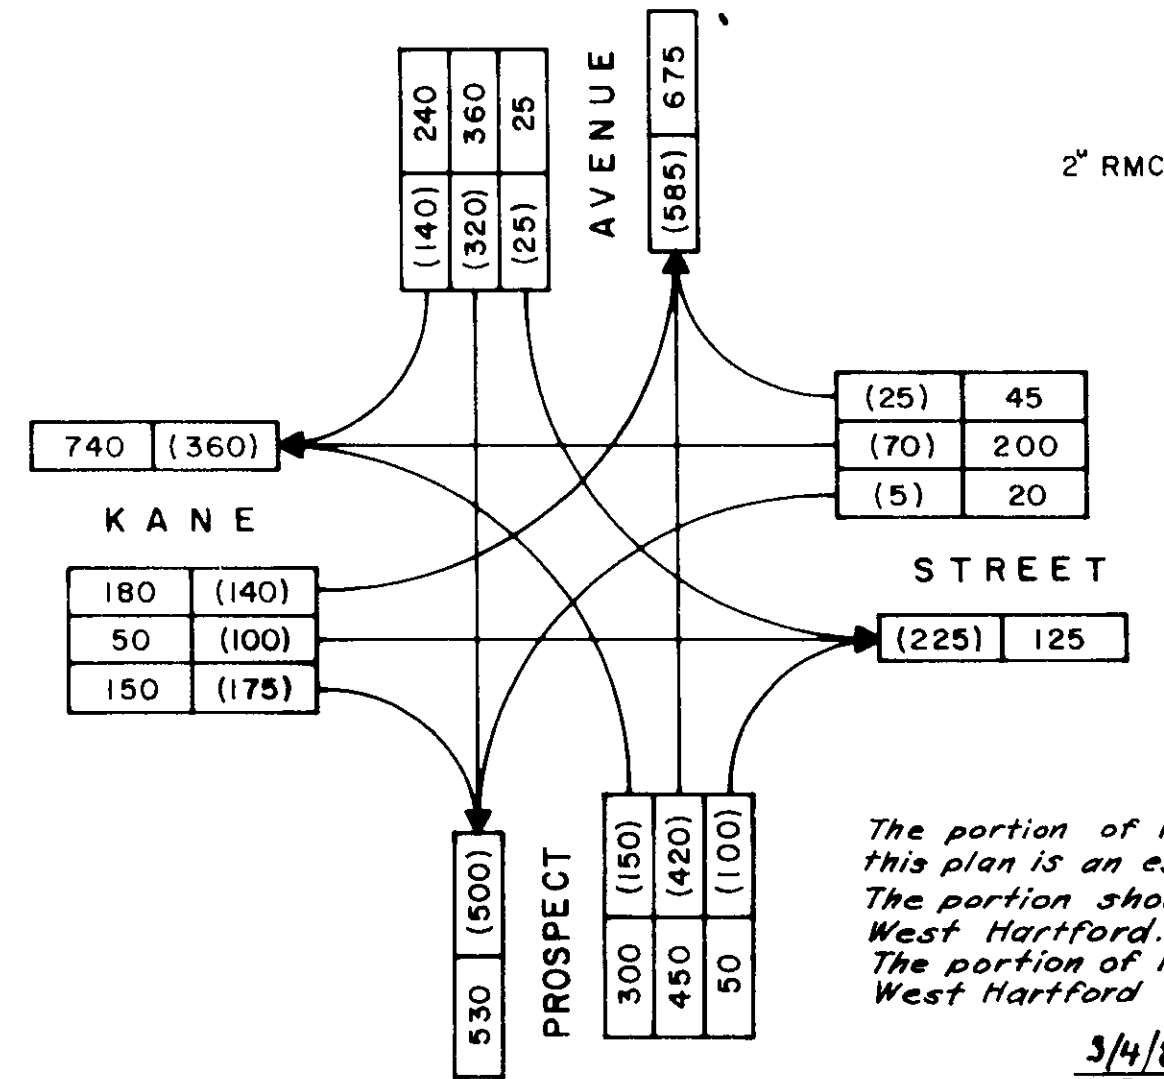 240 360 25
(140) (320) (25)
AVENUE
675
(585)
2" RMC
740 (360)
KANE
(25) 45
(70) 200
(5) 20
180 (140)
50 (100)
150 (175)
STREET
(225) 125
(500)
530
PROSPECT
(150) (420) (100)
300 450 50
The portion of
this plan is an
The portion
West Hartford.
The portion of
West Hartford
3/4/